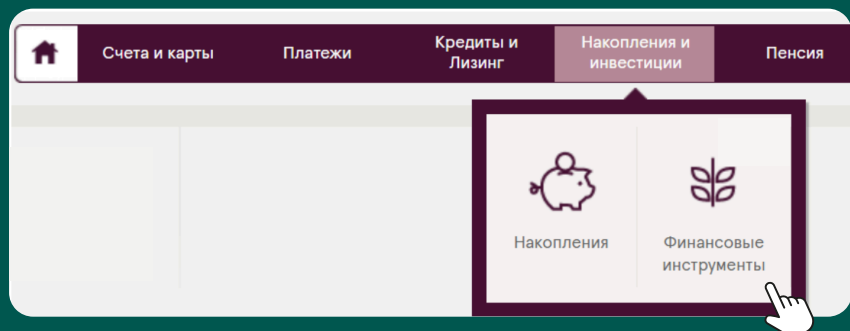 Счета и карты
Платежи
Кредиты и
Лизинг
Накопления и
инвестиции
Пенсия
Накопления
Финансовые
инструменты